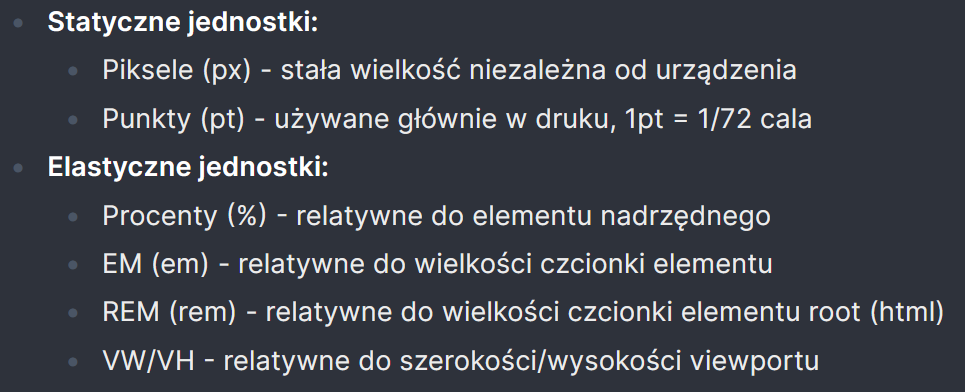 Statyczne jednostki:
Piksele (px) - stała wielkość niezależna od urządzenia
Punkty (pt) - używane głównie w druku, 1pt = 1/72 cala
Elastyczne jednostki:
Procenty (%) - relatywne do elementu nadrzędnego
EM (em) - relatywne do wielkości czcionki elementu
REM (rem) - relatywne do wielkości czcionki elementu root (html)
VW/VH - relatywne do szerokości/wysokości viewportu